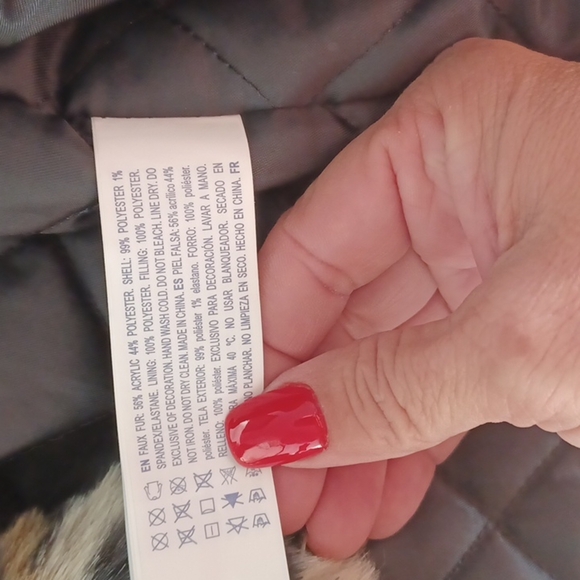 EN FAUX FUR: 56% ACRYLIC 44% POLYESTER. SHELL: 99% POLYESTER 1%
SPANDEX/ELASTANE. LINING: 100% POLYESTER. FILLING: 100% POLYESTER.
EXCLUSIVE OF DECORATION. HAND WASH COLD. DO NOT BLEACH. LINE DRY. DO
NOT IRON. DO NOT DRY CLEAN. MADE IN CHINA. ES PIEL FALSA: 56% acrílico 44%
poliéster. TELA EXTERIOR: 99% poliéster 1% elastano. FORRO: 100% poliéster.
RELLENO: 100% poliéster. EXCLUSIVO PARA DECORACIÓN. LAVAR A MANO.
MÁXIMA 40 °C. NO USAR BLANQUEADOR. SECADO EN
NO PLANCHAR. NO LIMPIEZA EN SECO. HECHO EN CHINA. FR